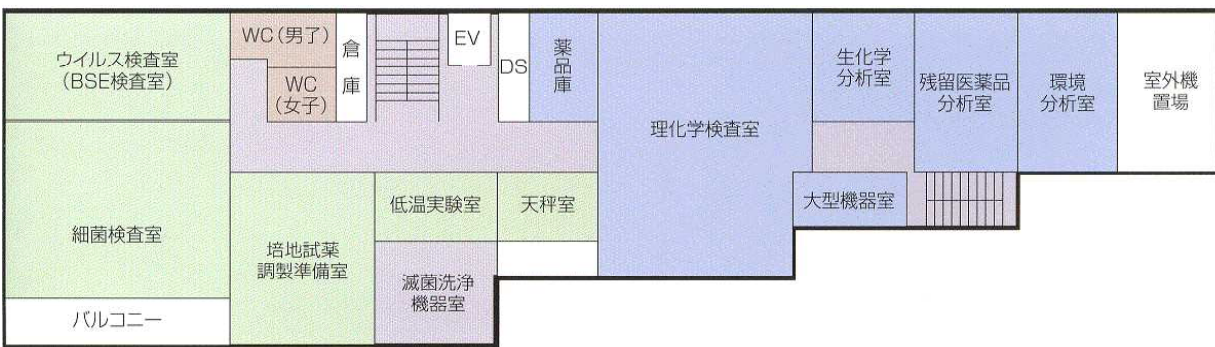 ウイルス検査室
(BSE検査室)
WC(男了)
倉庫
EV
DS
薬品庫
WC
(女子)
生化学
分析室
残留医薬品
分析室
環境
分析室
室外機
置場
理化学検査室
細菌検査室
培地試薬
調製準備室
低温実験室
天秤室
大型機器室
滅菌洗浄
機器室
バルコニー